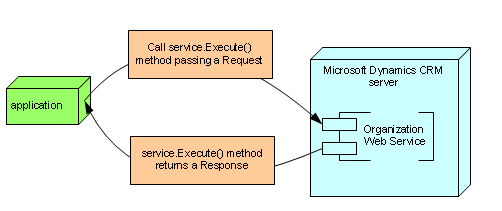 Call service.Execute()
method passing a Request
Microsoft Dynamics CRM
server
application
Organization
Web Service
service.Execute() method
returns a Response